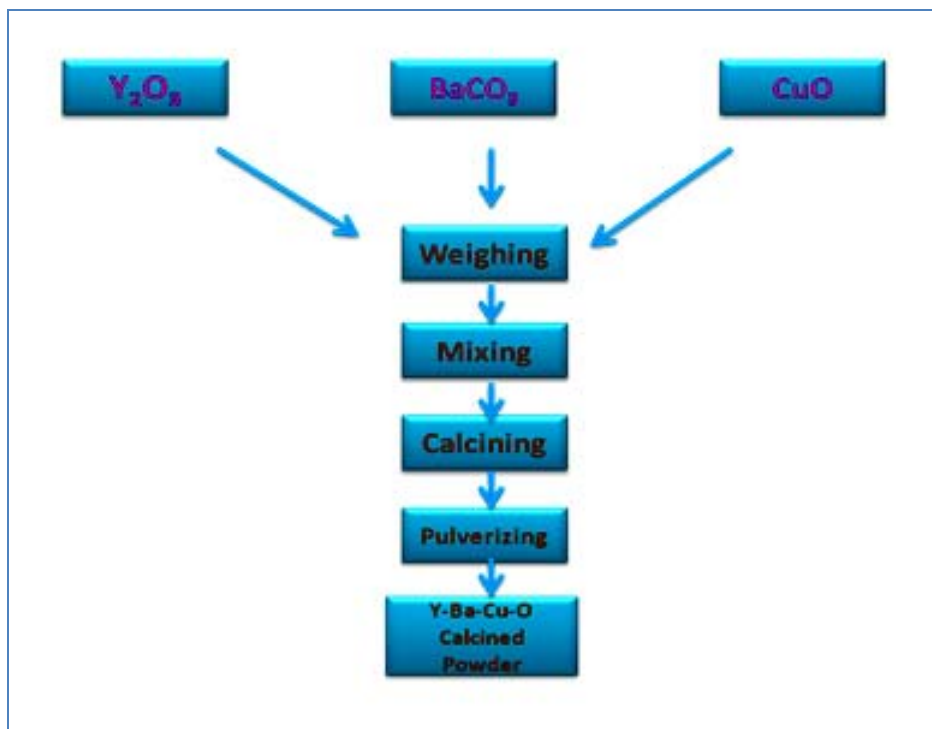 Y₂O₃
BaCO₃
CuO
Weighing
Mixing
Calcining
Pulverizing
Y-Ba-Cu-O
Calcined
Powder